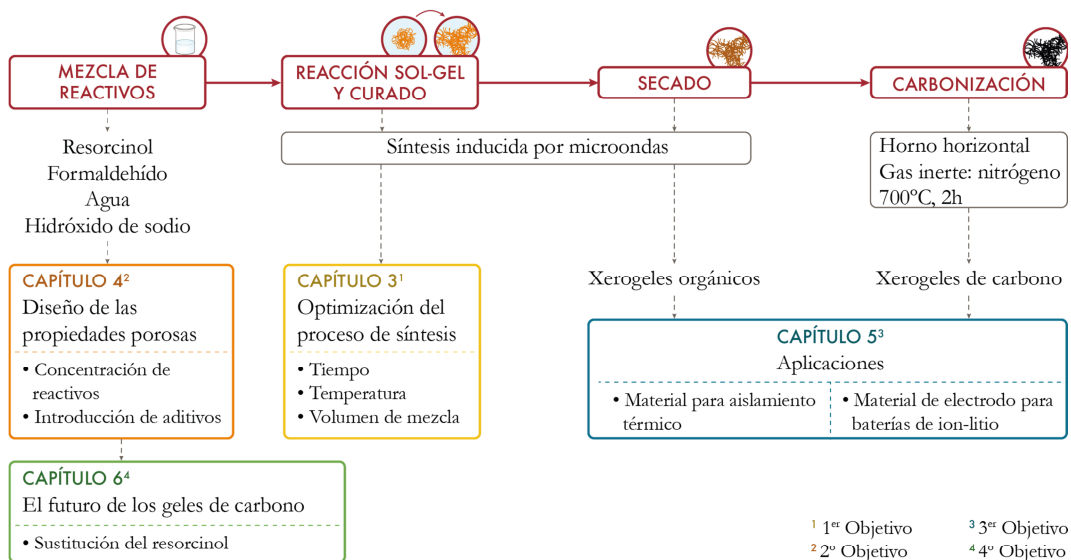 MEZCLA DE
REACTIVOS
REACCIÓN SOL-GEL
Y CURADO
SECADO
CARBONIZACIÓN
Resorcinol
Formaldehído
Agua
Hidróxido de sodio
Síntesis inducida por microondas
Horno horizontal
Gas inerte: nitrógeno
700ºC, 2h
CAPÍTULO 4²
Diseño de las
propiedades porosas
• Concentración de
reactivos
• Introducción de aditivos
CAPÍTULO 3¹
Optimización del
proceso de síntesis
• Tiempo
• Temperatura
• Volumen de mezcla
Xerogeles orgánicos
Xerogeles de carbono
CAPÍTULO 5³
Aplicaciones
• Material para aislamiento
térmico
• Material de electrodo para
baterías de ion-litio
CAPÍTULO 6⁴
El futuro de los geles de carbono
• Sustitución del resorcinol
¹ 1ᵉʳ Objetivo
² 2º Objetivo
³ 3ᵉʳ Objetivo
⁴ 4º Objetivo